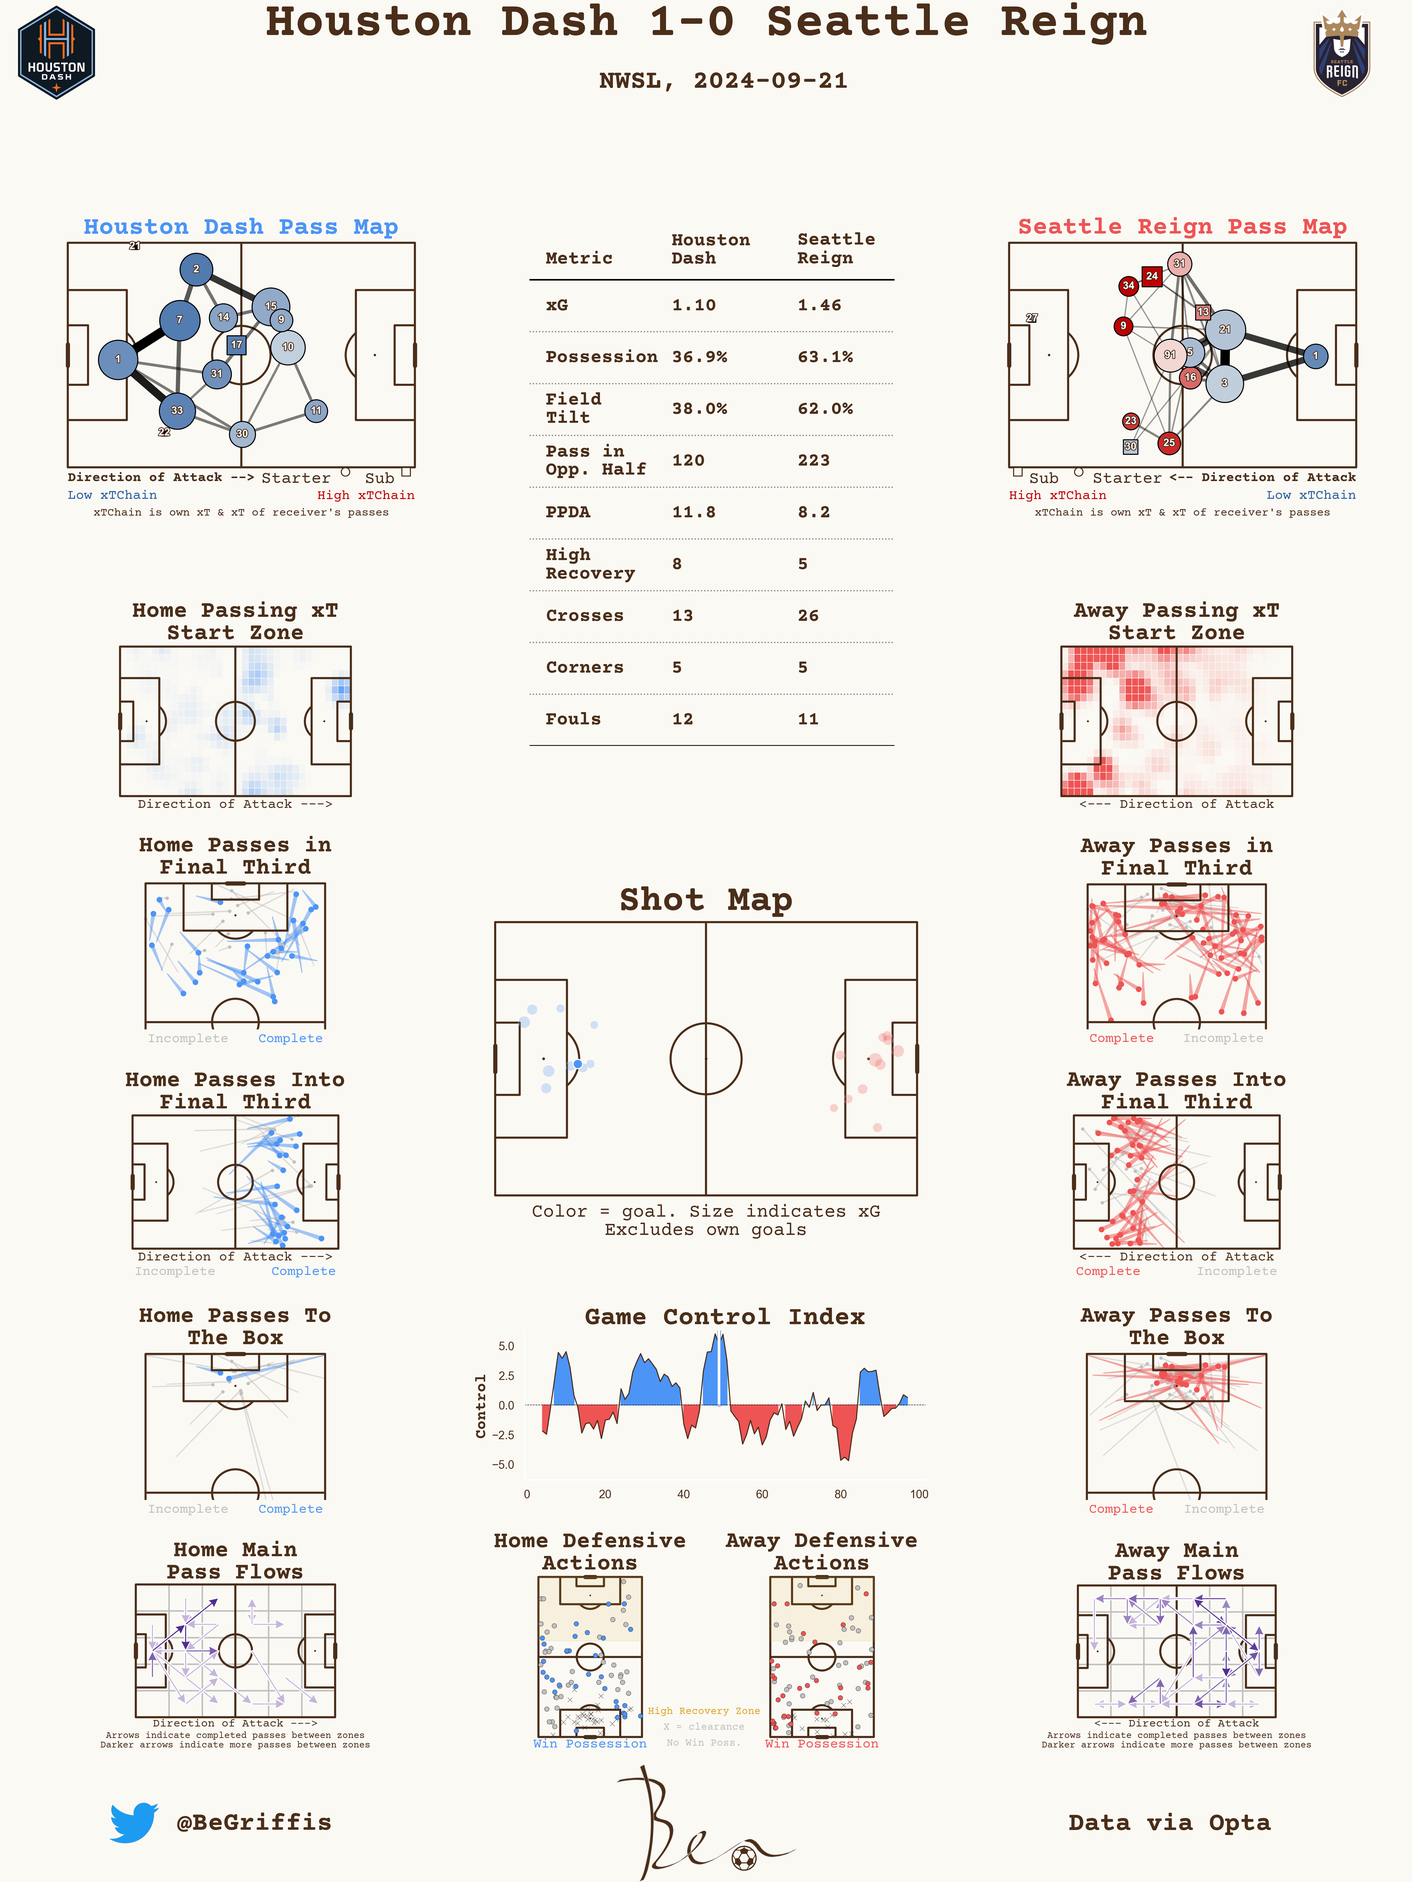 Houston Dash 1-0 Seattle Reign
NWSL, 2024-09-21
HOUSTON
DASH
SEATTLE
REIGN
FC
Houston Dash Pass Map
21
2
7
14
15
9
17
10
1
31
33
22
30
11
Direction of Attack --> Starter Sub
Low xTChain High xTChain
xTChain is own xT & xT of receiver's passes
Metric Houston Dash Seattle Reign
xG 1.10 1.46
Possession 36.9% 63.1%
Field Tilt 38.0% 62.0%
Pass in Opp. Half 120 223
PPDA 11.8 8.2
High Recovery 8 5
Crosses 13 26
Corners 5 5
Fouls 12 11
Seattle Reign Pass Map
31
24
34
13
27
9
21
91
5
1
16
3
23
30
25
Sub Starter <-- Direction of Attack
High xTChain Low xTChain
xTChain is own xT & xT of receiver's passes
Home Passing xT
Start Zone
Direction of Attack --->
Away Passing xT
Start Zone
<--- Direction of Attack
Home Passes in
Final Third
Incomplete Complete
Away Passes in
Final Third
Complete Incomplete
Shot Map
Color = goal. Size indicates xG
Excludes own goals
Home Passes Into
Final Third
Direction of Attack --->
Incomplete Complete
Away Passes Into
Final Third
<--- Direction of Attack
Complete Incomplete
Home Passes To
The Box
Incomplete Complete
Game Control Index
Control
5.0
2.5
0.0
−2.5
−5.0
0 20 40 60 80 100
Away Passes To
The Box
Complete Incomplete
Home Main
Pass Flows
Direction of Attack --->
Arrows indicate completed passes between zones
Darker arrows indicate more passes between zones
Home Defensive
Actions
Win Possession
Away Defensive
Actions
Win Possession
High Recovery Zone
X = clearance
No Win Poss.
Away Main
Pass Flows
<--- Direction of Attack
Arrows indicate completed passes between zones
Darker arrows indicate more passes between zones
@BeGriffis
Ben
Data via Opta